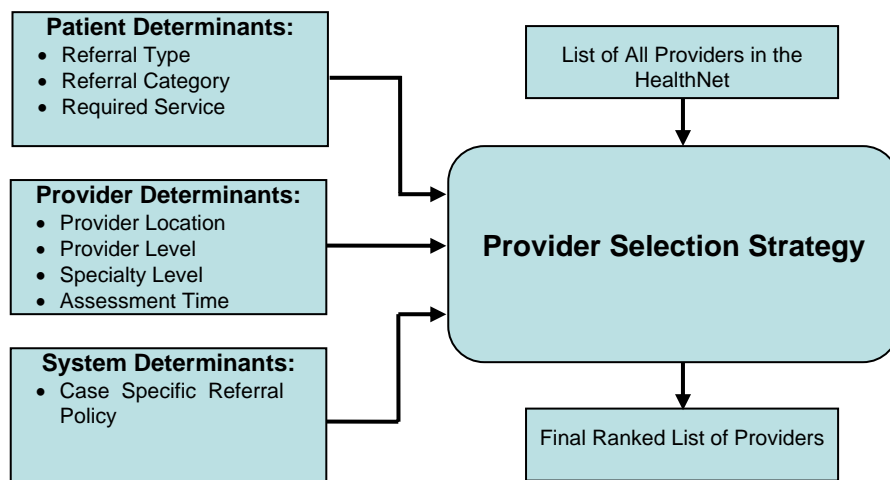 Patient Determinants:
• Referral Type
• Referral Category
• Required Service
Provider Determinants:
• Provider Location
• Provider Level
• Specialty Level
• Assessment Time
System Determinants:
• Case Specific Referral
Policy
List of All Providers in the
HealthNet
Provider Selection Strategy
Final Ranked List of Providers